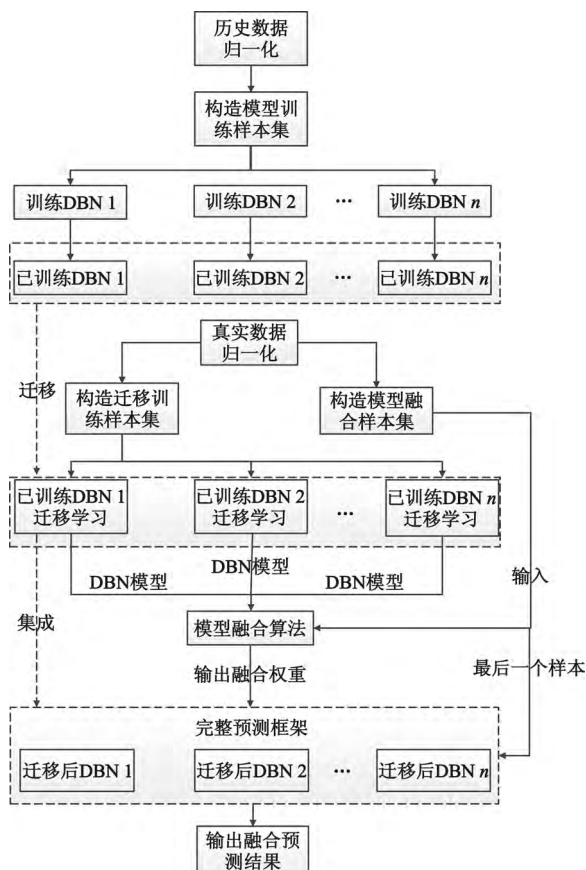 历史数据
归一化
构造模型训
练样本集
训练DBN 1
训练DBN 2
···
训练DBN n
已训练DBN 1
已训练DBN 2
···
已训练DBN n
真实数据
归一化
迁移
构造迁移训
练样本集
构造模型融
合样本集
已训练DBN 1
迁移学习
已训练DBN 2
迁移学习
···
已训练DBN n
迁移学习
DBN模型
DBN模型
DBN模型
输入
集成
模型融合算法
输出融合权重
最后一个样本
完整预测框架
迁移后DBN 1
迁移后DBN 2
···
迁移后DBN n
输出融合预
测结果